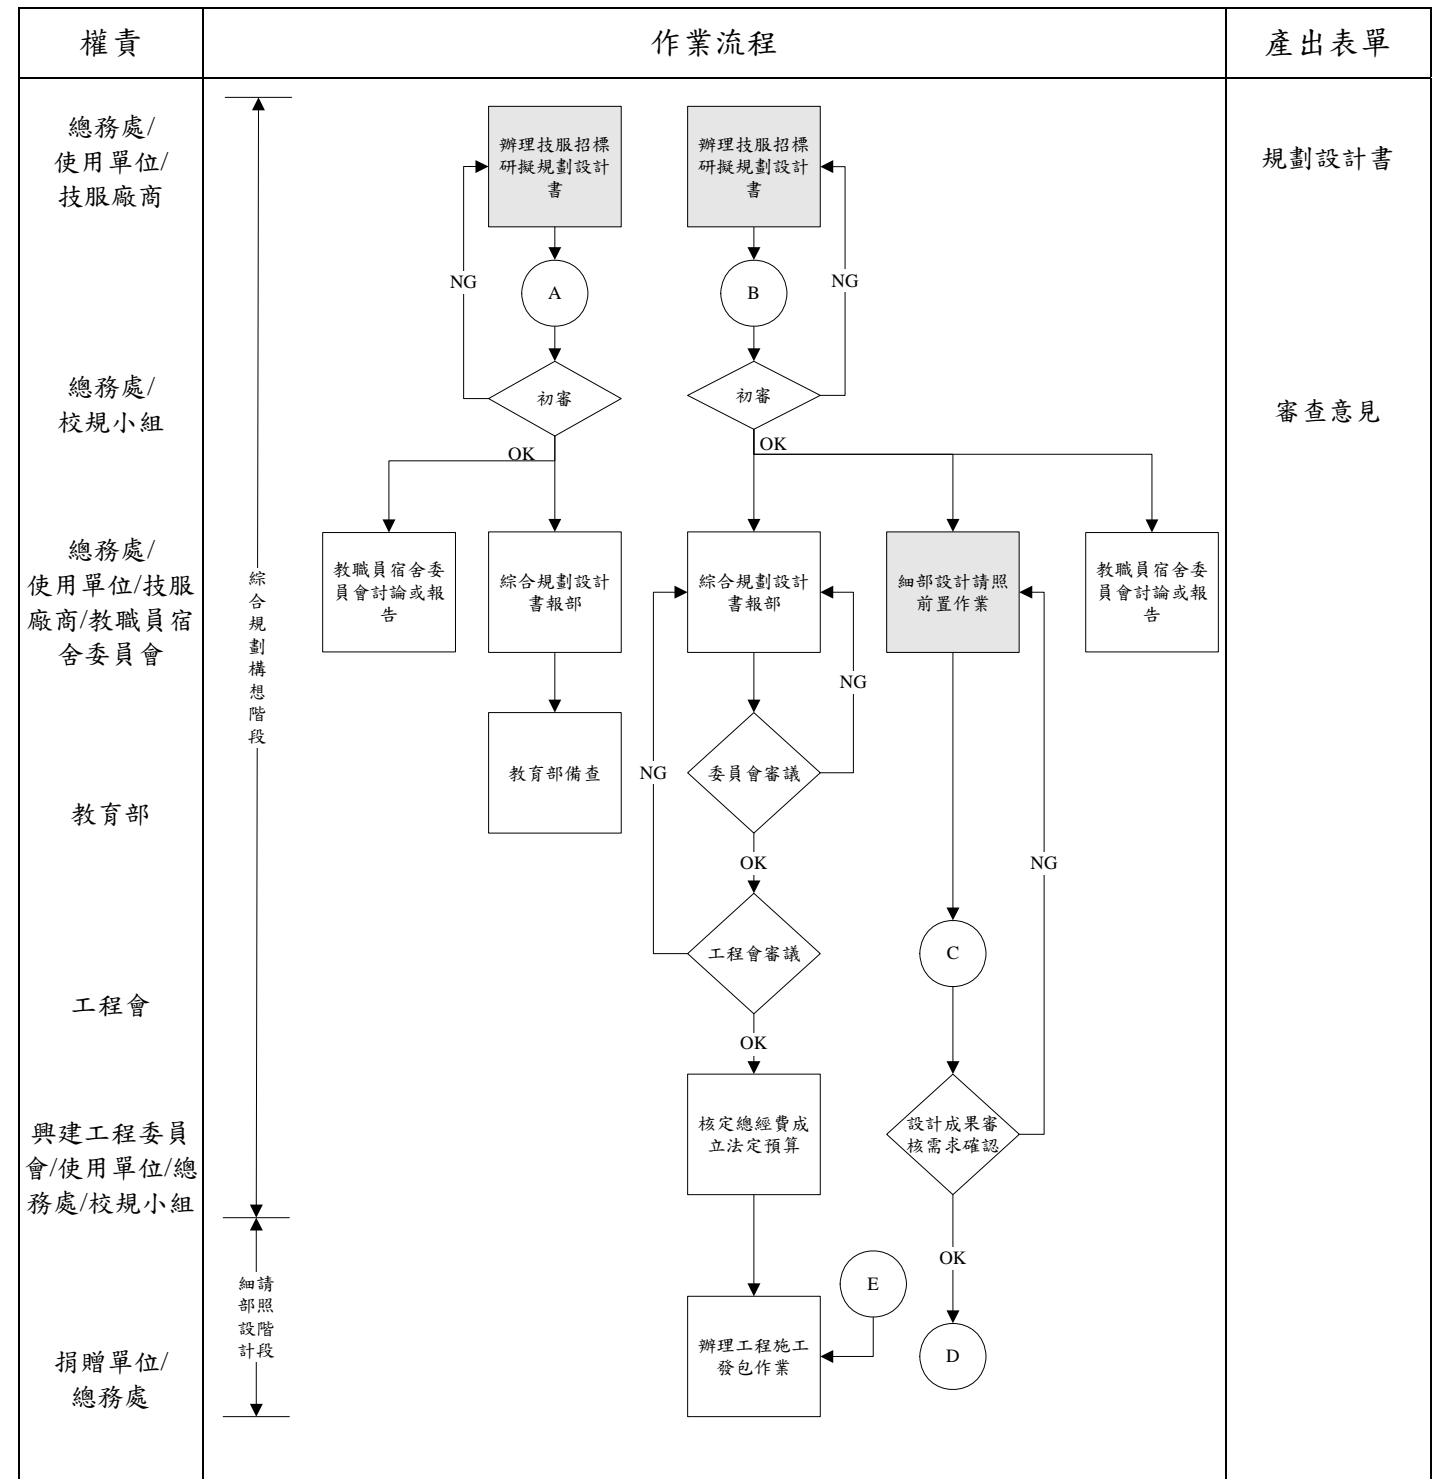 權責
作業流程
產出表單
總務處/
使用單位/
技服廠商
辦理技服招標
研擬規劃設計
書
辦理技服招標
研擬規劃設計
書
規劃設計書
NG
A
B
NG
總務處/
校規小組
初審
初審
審查意見
OK
OK
總務處/
使用單位/技服
廠商/教職員宿
舍委員會
教職員宿舍委
員會討論或報
告
綜合規劃設計
書報部
綜合規劃設計
書報部
細部設計請照
前置作業
教職員宿舍委
員會討論或報
告
綜合規劃構想階段
NG
教育部備查
NG
委員會審議
教育部
OK
NG
工程會審議
C
工程會
OK
興建工程委員
會/使用單位/總
務處/校規小組
核定總經費成
立法定預算
設計成果審
核需求確認
OK
細部設計
請照階段
E
捐贈單位/
總務處
辦理工程施工
發包作業
D